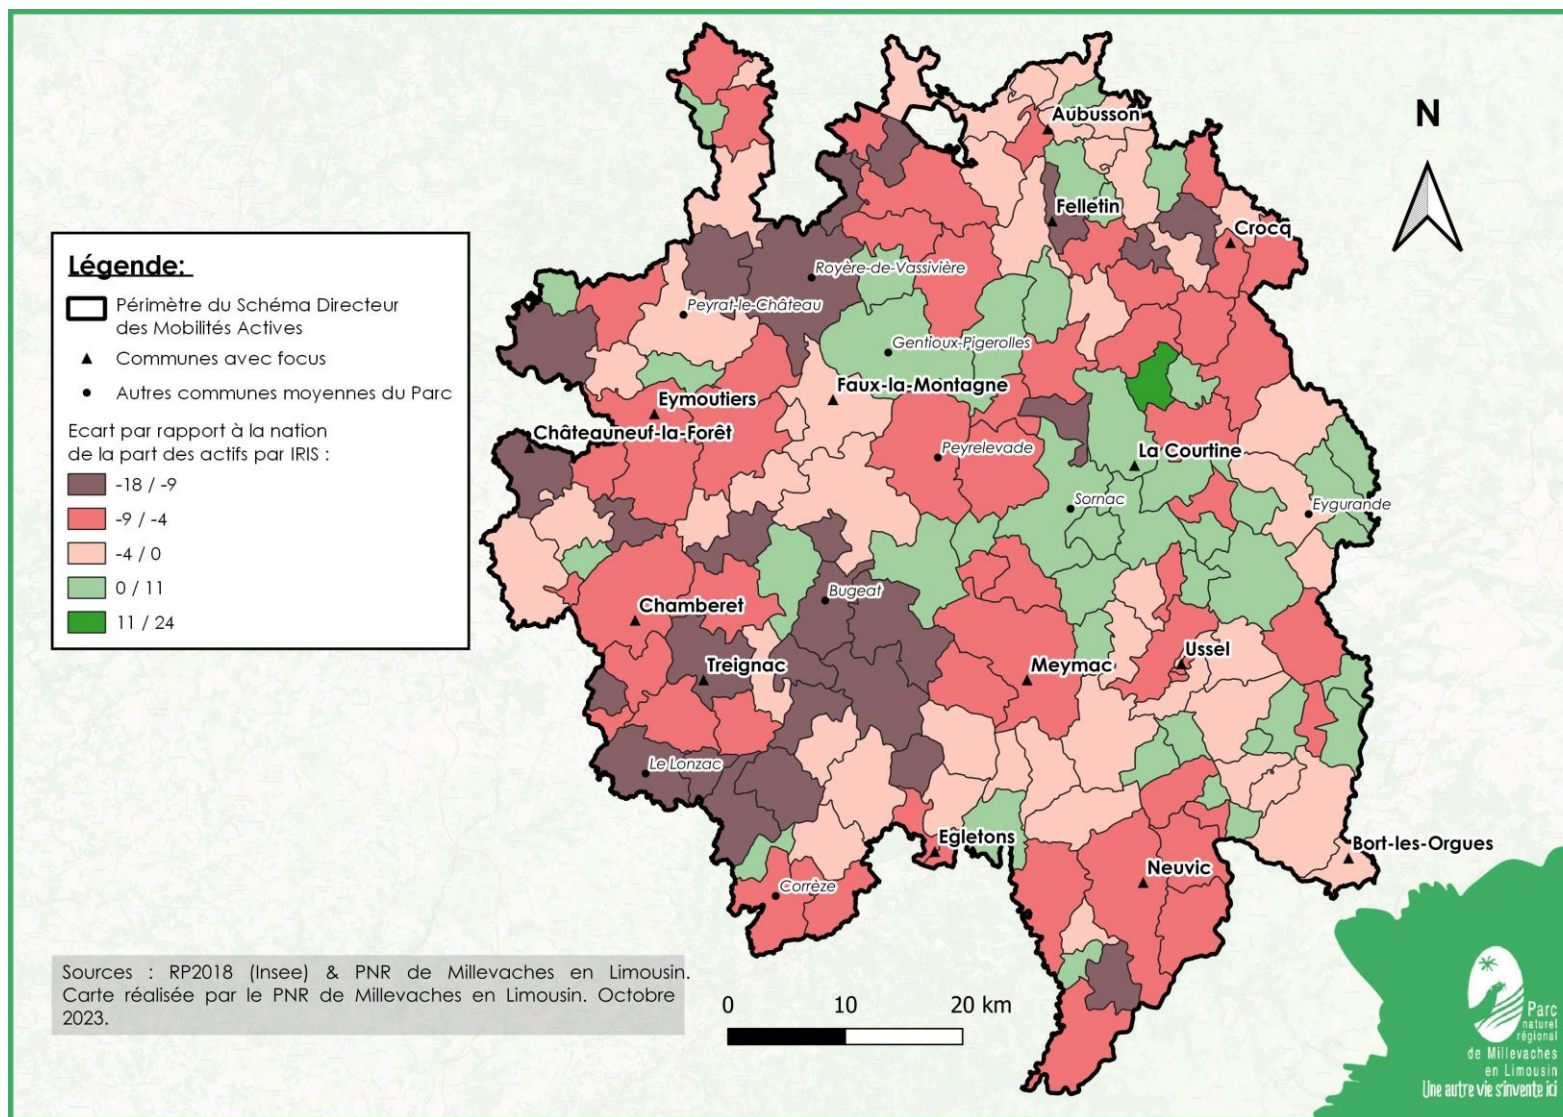 N
Aubusson
Felletin
Crocq
Royère-de-Vassivière
Peyrat-le-Château
Gentioux-Pigerolles
Faux-la-Montagne
Eymoutiers
Châteauneuf-la-Forêt
Peyrelevade
La Courtine
Sornac
Eygurande
Bugeat
Chamberet
Treignac
Meymac
Ussel
Le Lonzac
Egletons
Bort-les-Orgues
Neuvic
Corrèze
Légende:
Périmètre du Schéma Directeur
des Mobilités Actives
Communes avec focus
Autres communes moyennes du Parc
Ecart par rapport à la nation
de la part des actifs par IRIS :
-18 / -9
-9 / -4
-4 / 0
0 / 11
11 / 24
Sources : RP2018 (Insee) & PNR de Millevaches en Limousin.
Carte réalisée par le PNR de Millevaches en Limousin. Octobre
2023.
0 10 20 km
Parc
naturel
régional
de Millevaches
en Limousin
Une autre vie s'invente ici